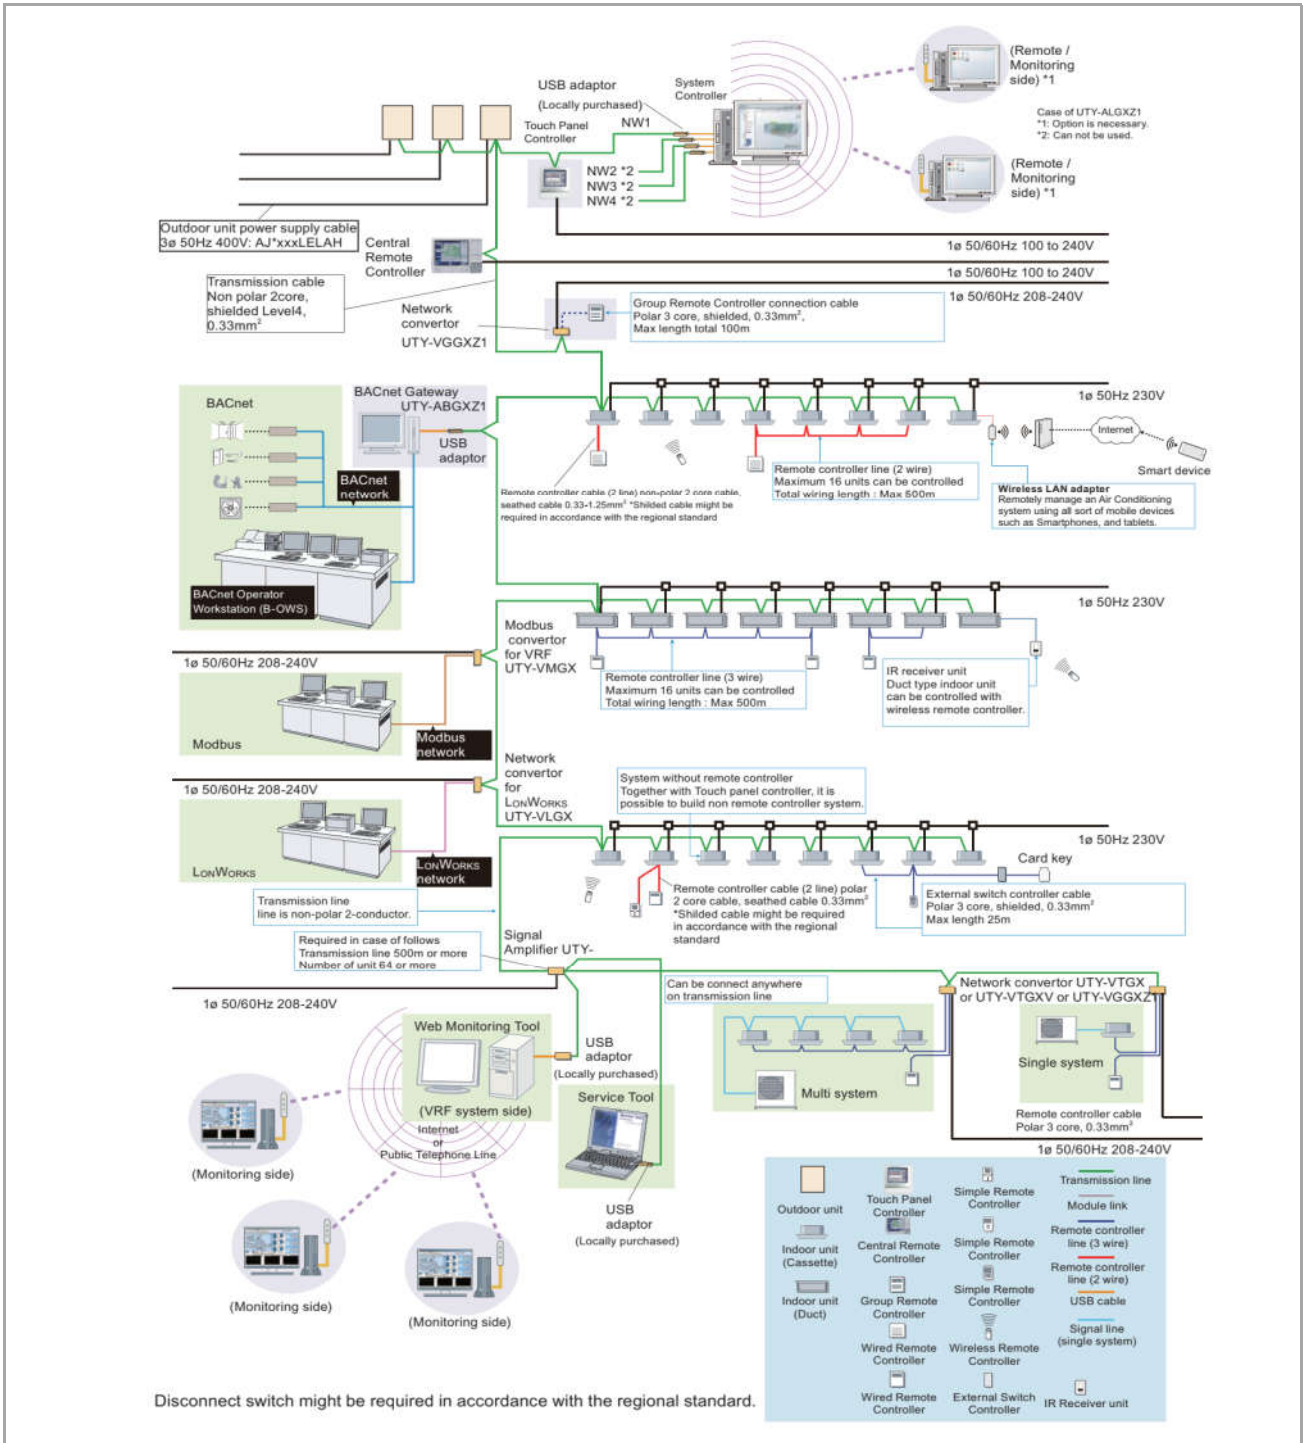 (Remote /
Monitoring
side) *1
USB adaptor
(Locally purchased)
System
Controller
Case of UTY-ALGXZ1
*1: Option is necessary.
*2: Can not be used.
Touch Panel
Controller
NW1
(Remote /
Monitoring
side) *1
NW2 *2
NW3 *2
NW4 *2
Outdoor unit power supply cable
3ø 50Hz 400V: AJ*xxxLELAH
Central
Remote
Controller
1ø 50/60Hz 100 to 240V
1ø 50/60Hz 100 to 240V
Transmission cable
Non polar 2core,
shielded Level4,
0.33mm²
1ø 50/60Hz 208-240V
Network
convertor
UTY-VGGXZ1
Group Remote Controller connection cable
Polar 3 core, shielded, 0.33mm²,
Max length total 100m
BACnet
BACnet Gateway
UTY-ABGXZ1
USB
adaptor
BACnet
network
BACnet Operator
Workstation (B-OWS)
1ø 50Hz 230V
Internet
Smart device
Remote controller cable (2 line) non-polar 2 core cable,
seathed cable 0.33-1.25mm² *Shilded cable might be
required in accordance with the regional standard
Remote controller line (2 wire)
Maximum 16 units can be controlled
Total wiring length : Max 500m
Wireless LAN adapter
Remotely manage an Air Conditioning
system using all sort of mobile devices
such as Smartphones, and tablets.
1ø 50Hz 230V
Modbus
convertor
for VRF
UTY-VMGX
1ø 50/60Hz 208-240V
Modbus
Modbus
network
Remote controller line (3 wire)
Maximum 16 units can be controlled
Total wiring length : Max 500m
IR receiver unit
Duct type indoor unit
can be controlled with
wireless remote controller.
Network
convertor
for
LONWORKS
UTY-VLGX
1ø 50/60Hz 208-240V
LONWORKS
LONWORKS
network
System without remote controller
Together with Touch panel controller, it is
possible to build non remote controller system.
1ø 50Hz 230V
Card key
Remote controller cable (2 line) polar
2 core cable, seathed cable 0.33mm²
*Shilded cable might be required
in accordance with the regional
standard
External switch controller cable
Polar 3 core, shielded, 0.33mm²
Max length 25m
Transmission line
line is non-polar 2-conductor.
Required in case of follows
Transmission line 500m or more
Number of unit 64 or more
Signal
Amplifier UTY-
1ø 50/60Hz 208-240V
Can be connect anywhere
on transmission line
Network convertor UTY-VTGX
or UTY-VTGXV or UTY-VGGXZ1
Multi system
Single system
Remote controller cable
Polar 3 core, 0.33mm²
1ø 50/60Hz 208-240V
Web Monitoring Tool
(VRF system side)
USB
adaptor
(Locally purchased)
Service Tool
Internet
or
Public Telephone Line
USB
adaptor
(Locally purchased)
(Monitoring side)
(Monitoring side)
(Monitoring side)
Outdoor unit
Indoor unit
(Cassette)
Indoor unit
(Duct)
Touch Panel
Controller
Central Remote
Controller
Group Remote
Controller
Wired Remote
Controller
Wired Remote
Controller
Simple Remote
Controller
Simple Remote
Controller
Simple Remote
Controller
Wireless Remote
Controller
External Switch
Controller
Transmission line
Module link
Remote controller
line (3 wire)
Remote controller
line (2 wire)
USB cable
Signal line
(single system)
IR Receiver unit
Disconnect switch might be required in accordance with the regional standard.